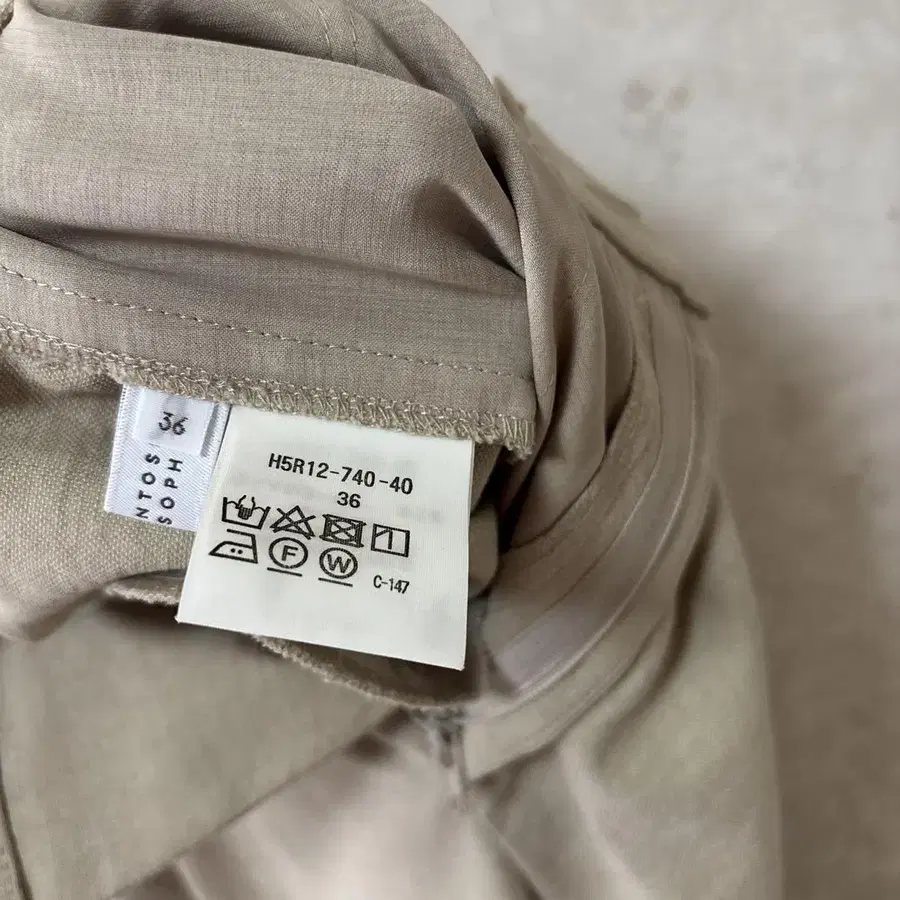 36
NTOS
SOPH
H5R12-740-40
36
F
W
C-147